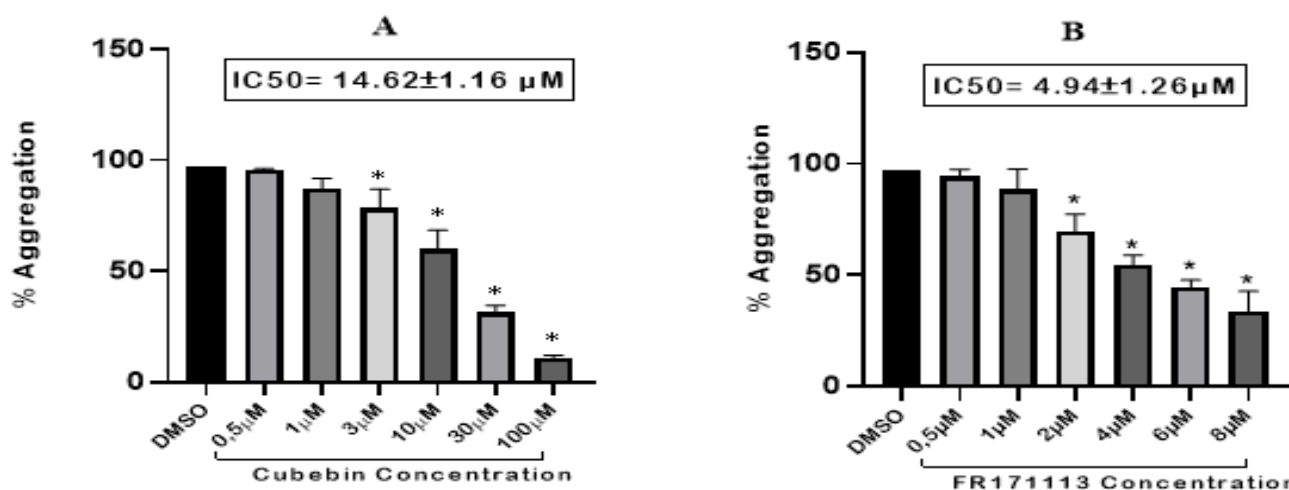 A
IC50= 14.62±1.16 µM
% Aggregation
150
100
50
0
DMSO
0,5µM
1µM
3µM
10µM
30µM
100µM
Cubebin Concentration
* * * *
B
IC50= 4.94±1.26µM
% Aggregation
150
100
50
0
DMSO
0,5µM
1µM
2µM
4µM
6µM
8µM
FR171113 Concentration
* * * *